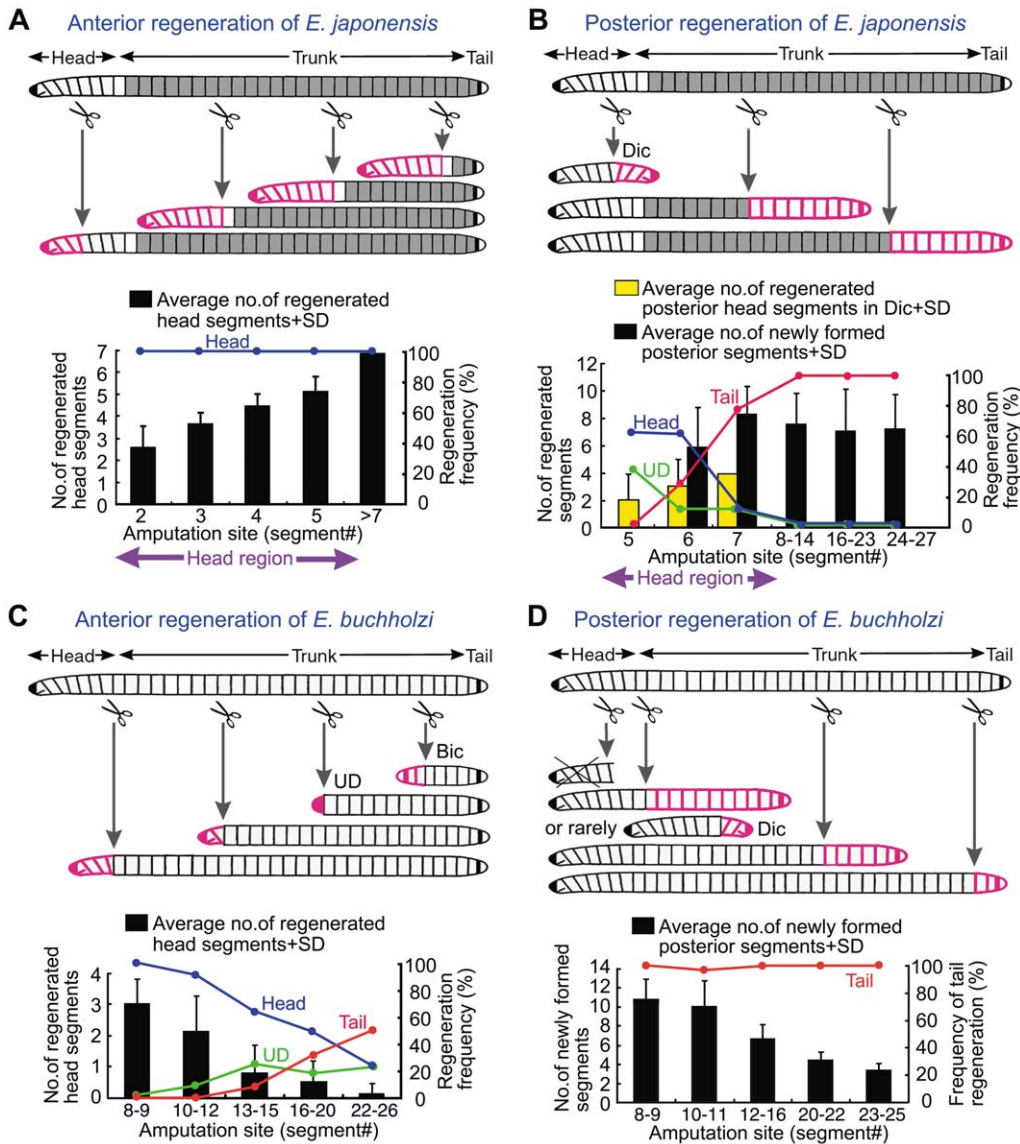 A Anterior regeneration of E. japonensis
Head Trunk Tail
Average no.of regenerated
head segments+SD
Head
No.of regenerated
head segments
7
6
5
4
3
2
1
0
100
80
60
40
20
0
Regeneration
frequency (%)
2 3 4 5 >7
Amputation site (segment#)
Head region
B Posterior regeneration of E. japonensis
Head Trunk Tail
Dic
Average no.of regenerated
posterior head segments in Dic+SD
Average no.of newly formed
posterior segments+SD
Tail
Head
UD
No.of regenerated
segments
12
10
8
6
4
2
0
100
80
60
40
20
0
Regeneration
frequency (%)
5 6 7 8-14 16-23 24-27
Amputation site (segment#)
Head region
C Anterior regeneration of E. buchholzi
Head Trunk Tail
Bic
UD
Average no.of regenerated
head segments+SD
Head
Tail
UD
No.of regenerated
head segments
4
3
2
1
0
100
80
60
40
20
0
Regeneration
frequency (%)
8-9 10-12 13-15 16-20 22-26
Amputation site (segment#)
D Posterior regeneration of E. buchholzi
Head Trunk Tail
or rarely Dic
Average no.of newly formed
posterior segments+SD
Tail
No.of newly formed
segments
14
12
10
8
6
4
2
0
100
80
60
40
20
0
Frequency of tail
regeneration (%)
8-9 10-11 12-16 20-22 23-25
Amputation site (segment#)